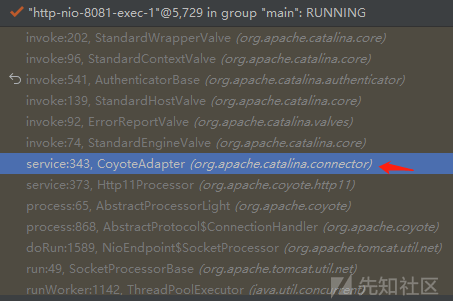 "http-nio-8081-exec-1"@5,729 in group "main": RUNNING
invoke:202, StandardWrapperValve (org.apache.catalina.core)
invoke:96, StandardContextValve (org.apache.catalina.core)
invoke:541, AuthenticatorBase (org.apache.catalina.authenticator)
invoke:139, StandardHostValve (org.apache.catalina.core)
invoke:92, ErrorReportValve (org.apache.catalina.valves)
invoke:74, StandardEngineValve (org.apache.catalina.core)
service:343, CoyoteAdapter (org.apache.catalina.connector)
service:373, Http11Processor (org.apache.coyote.http11)
process:65, AbstractProcessorLight (org.apache.coyote)
process:868, AbstractProtocol$ConnectionHandler (org.apache.coyote)
doRun:1589, NioEndpoint$SocketProcessor (org.apache.tomcat.util.net)
run:49, SocketProcessorBase (org.apache.tomcat.util.net)
runWorker:1142, ThreadPoolExecutor (java.util.concurrent)
先知社区